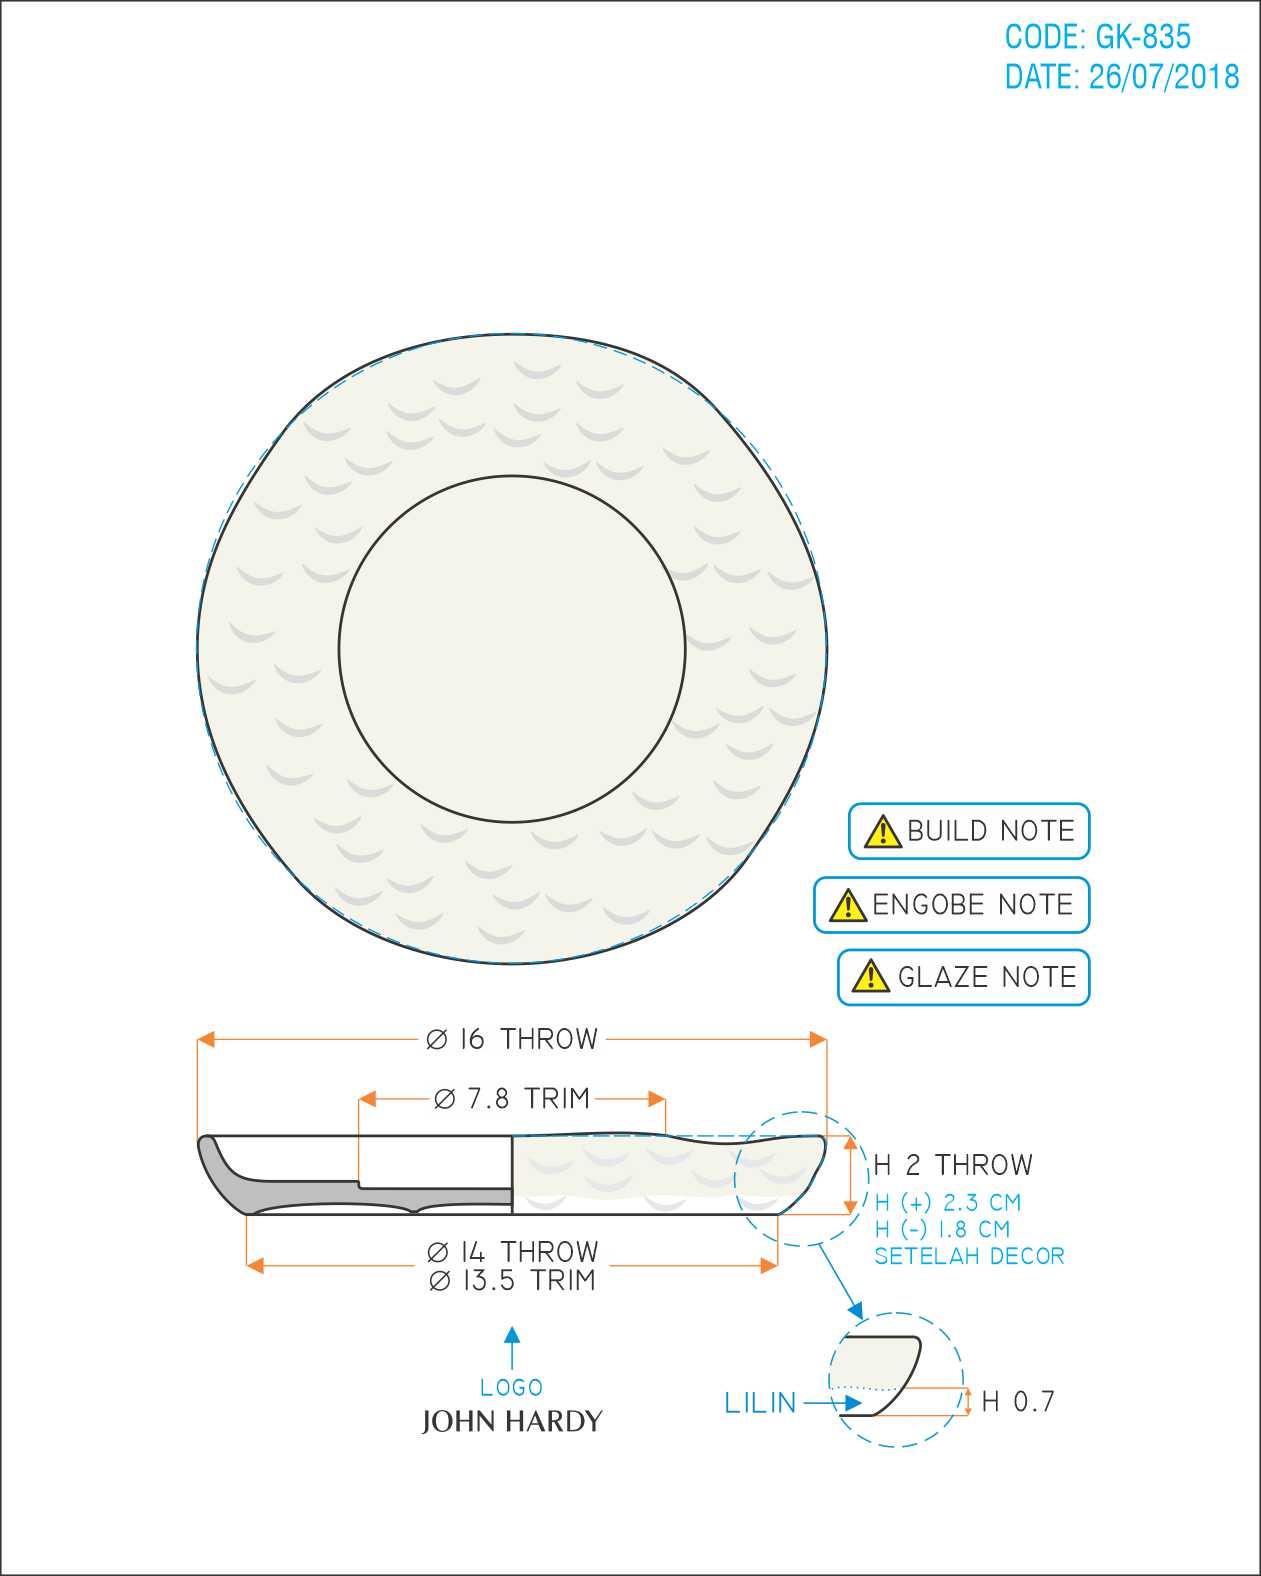 CODE: GK-835
DATE: 26/07/2018
BUILD NOTE
ENGOBE NOTE
GLAZE NOTE
Ø 16 THROW
Ø 7.8 TRIM
H 2 THROW
H (+) 2.3 CM
H (-) 1.8 CM
SETELAH DECOR
Ø 14 THROW
Ø 13.5 TRIM
LOGO
JOHN HARDY
LILIN
H 0.7